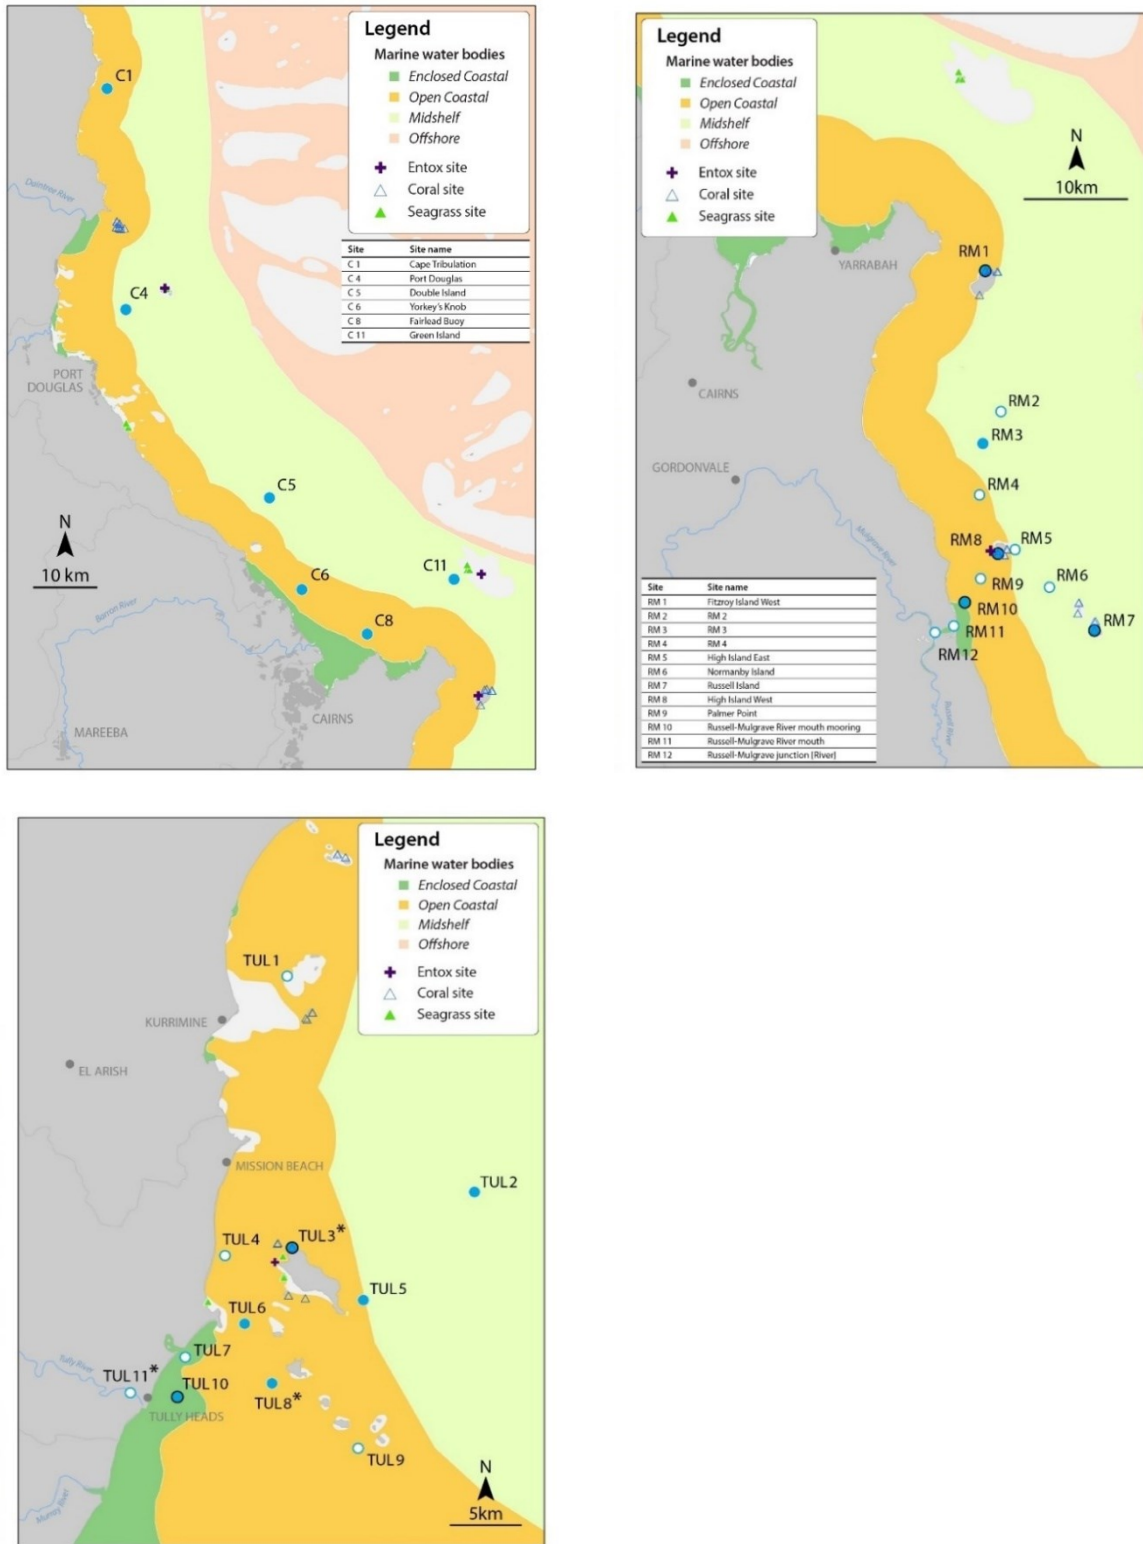 Legend
Marine water bodies
Enclosed Coastal
Open Coastal
Midshelf
Offshore
Entox site
Coral site
Seagrass site
Site Site name
C 1 Cape Tribulation
C 4 Port Douglas
C 5 Double Island
C 6 Yorkey's Knob
C 8 Fairlead Buoy
C 11 Green Island
C1
Daintree River
C4
PORT
DOUGLAS
C5
N
10 km
C11
C6
Barron River
C8
CAIRNS
MAREEBA
Legend
Marine water bodies
Enclosed Coastal
Open Coastal
Midshelf
Offshore
Entox site
Coral site
Seagrass site
N
10km
RM1
YARRABAH
CAIRNS
RM2
RM3
GORDONVALE
RM4
Mulgrave River
RM8
RM5
RM6
RM9
RM10
RM7
RM11
RM12
Russell River
Site Site name
RM 1 Fitzroy Island West
RM 2 RM 2
RM 3 RM 3
RM 4 RM 4
RM 5 High Island East
RM 6 Normanby Island
RM 7 Russell Island
RM 8 High Island West
RM 9 Palmer Point
RM 10 Russell-Mulgrave River mouth mooring
RM 11 Russell-Mulgrave River mouth
RM 12 Russell-Mulgrave junction (River)
Legend
Marine water bodies
Enclosed Coastal
Open Coastal
Midshelf
Offshore
Entox site
Coral site
Seagrass site
TUL1
KURRIMINE
EL ARISH
MISSION BEACH
TUL2
TUL3*
TUL4
TUL5
TUL6
TUL7
Tully River
TUL11*
TUL10
TUL8*
TULLY HEADS
TUL9
N
5km
Murray River